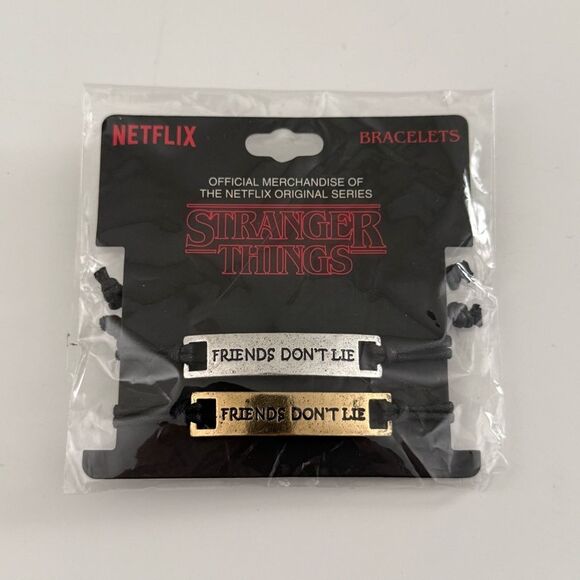 NETFLIX
BRACELETS
OFFICIAL MERCHANDISE OF
THE NETFLIX ORIGINAL SERIES
STRANGER
THINGS
FRIENDS DON'T LIE
FRIENDS DON'T LIE